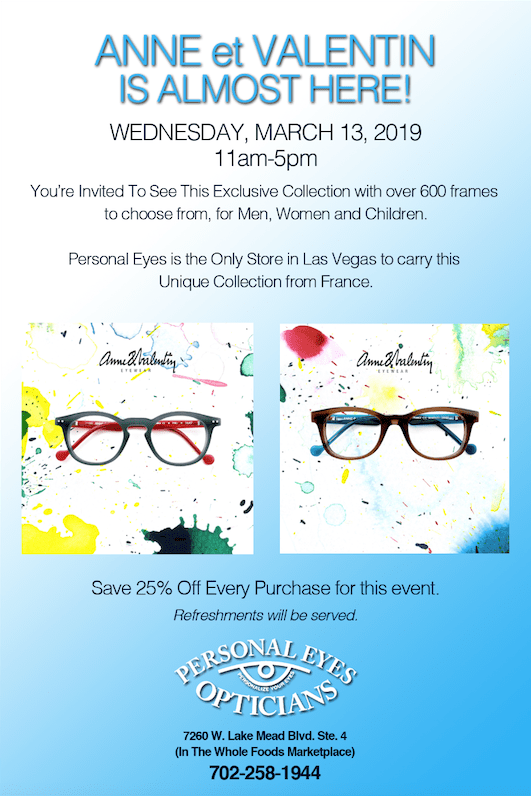 ANNE et VALENTIN
IS ALMOST HERE!
WEDNESDAY, MARCH 13, 2019
11am-5pm
You're Invited To See This Exclusive Collection with over 600 frames
to choose from, for Men, Women and Children.
Personal Eyes is the Only Store in Las Vegas to carry this
Unique Collection from France.
Anne & Valentin
EYEWEAR
Anne & Valentin
EYEWEAR
Save 25% Off Every Purchase for this event.
Refreshments will be served.
PERSONAL EYES
PERSONALIZE YOUR EYES
OPTICIANS
7260 W. Lake Mead Blvd. Ste. 4
(In The Whole Foods Marketplace)
702-258-1944